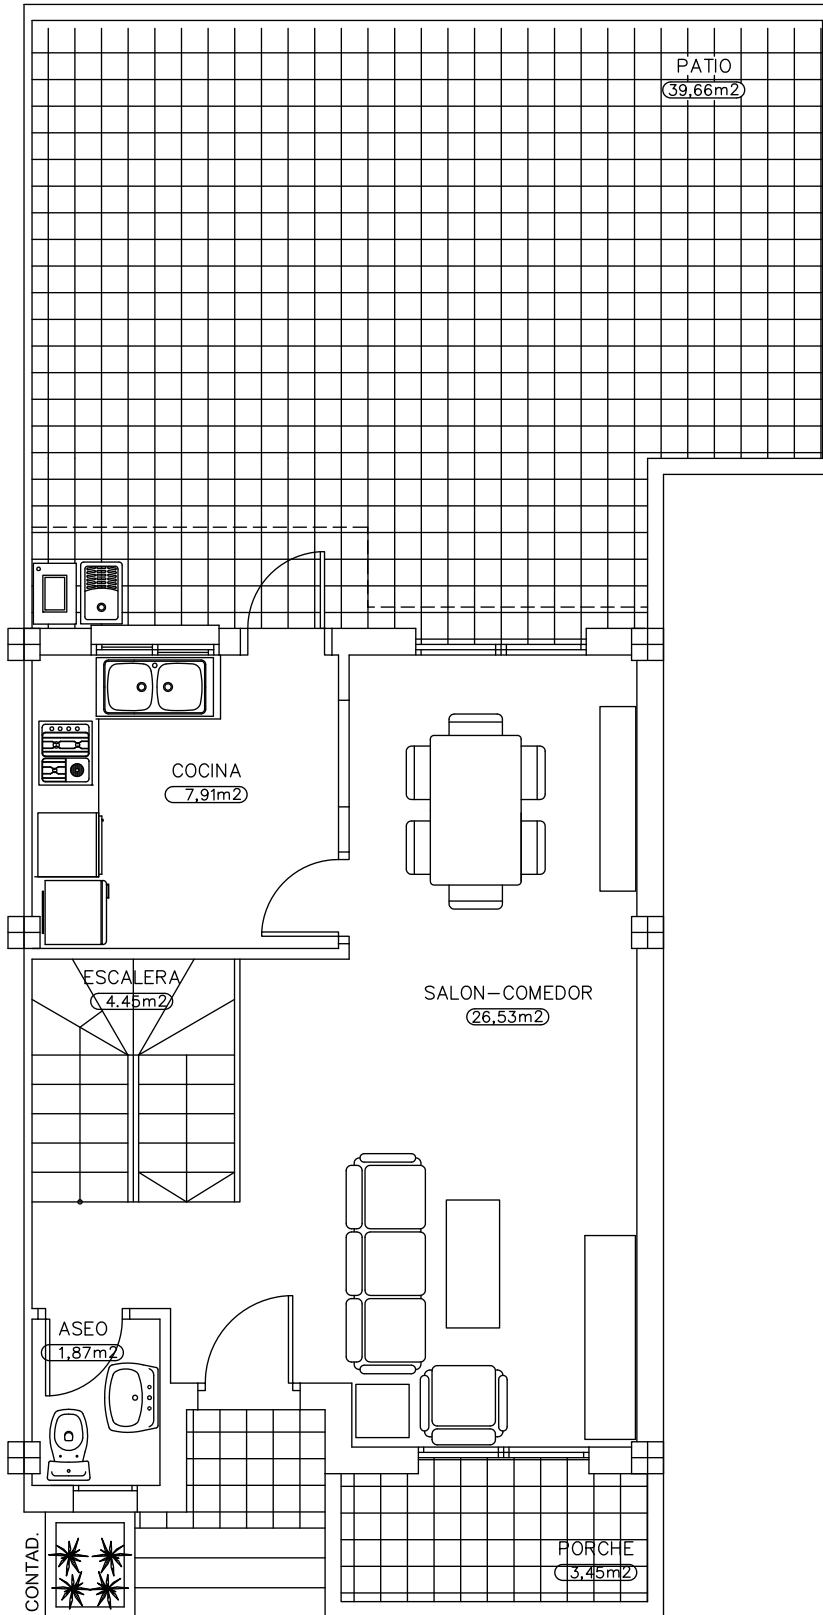 PATIO
39,66m2
COCINA
7,91m2
ESCALERA
4.45m2
SALON-COMEDOR
26,53m2
ASEO
1,87m2
PORCHE
3,45m2
CONTAD.